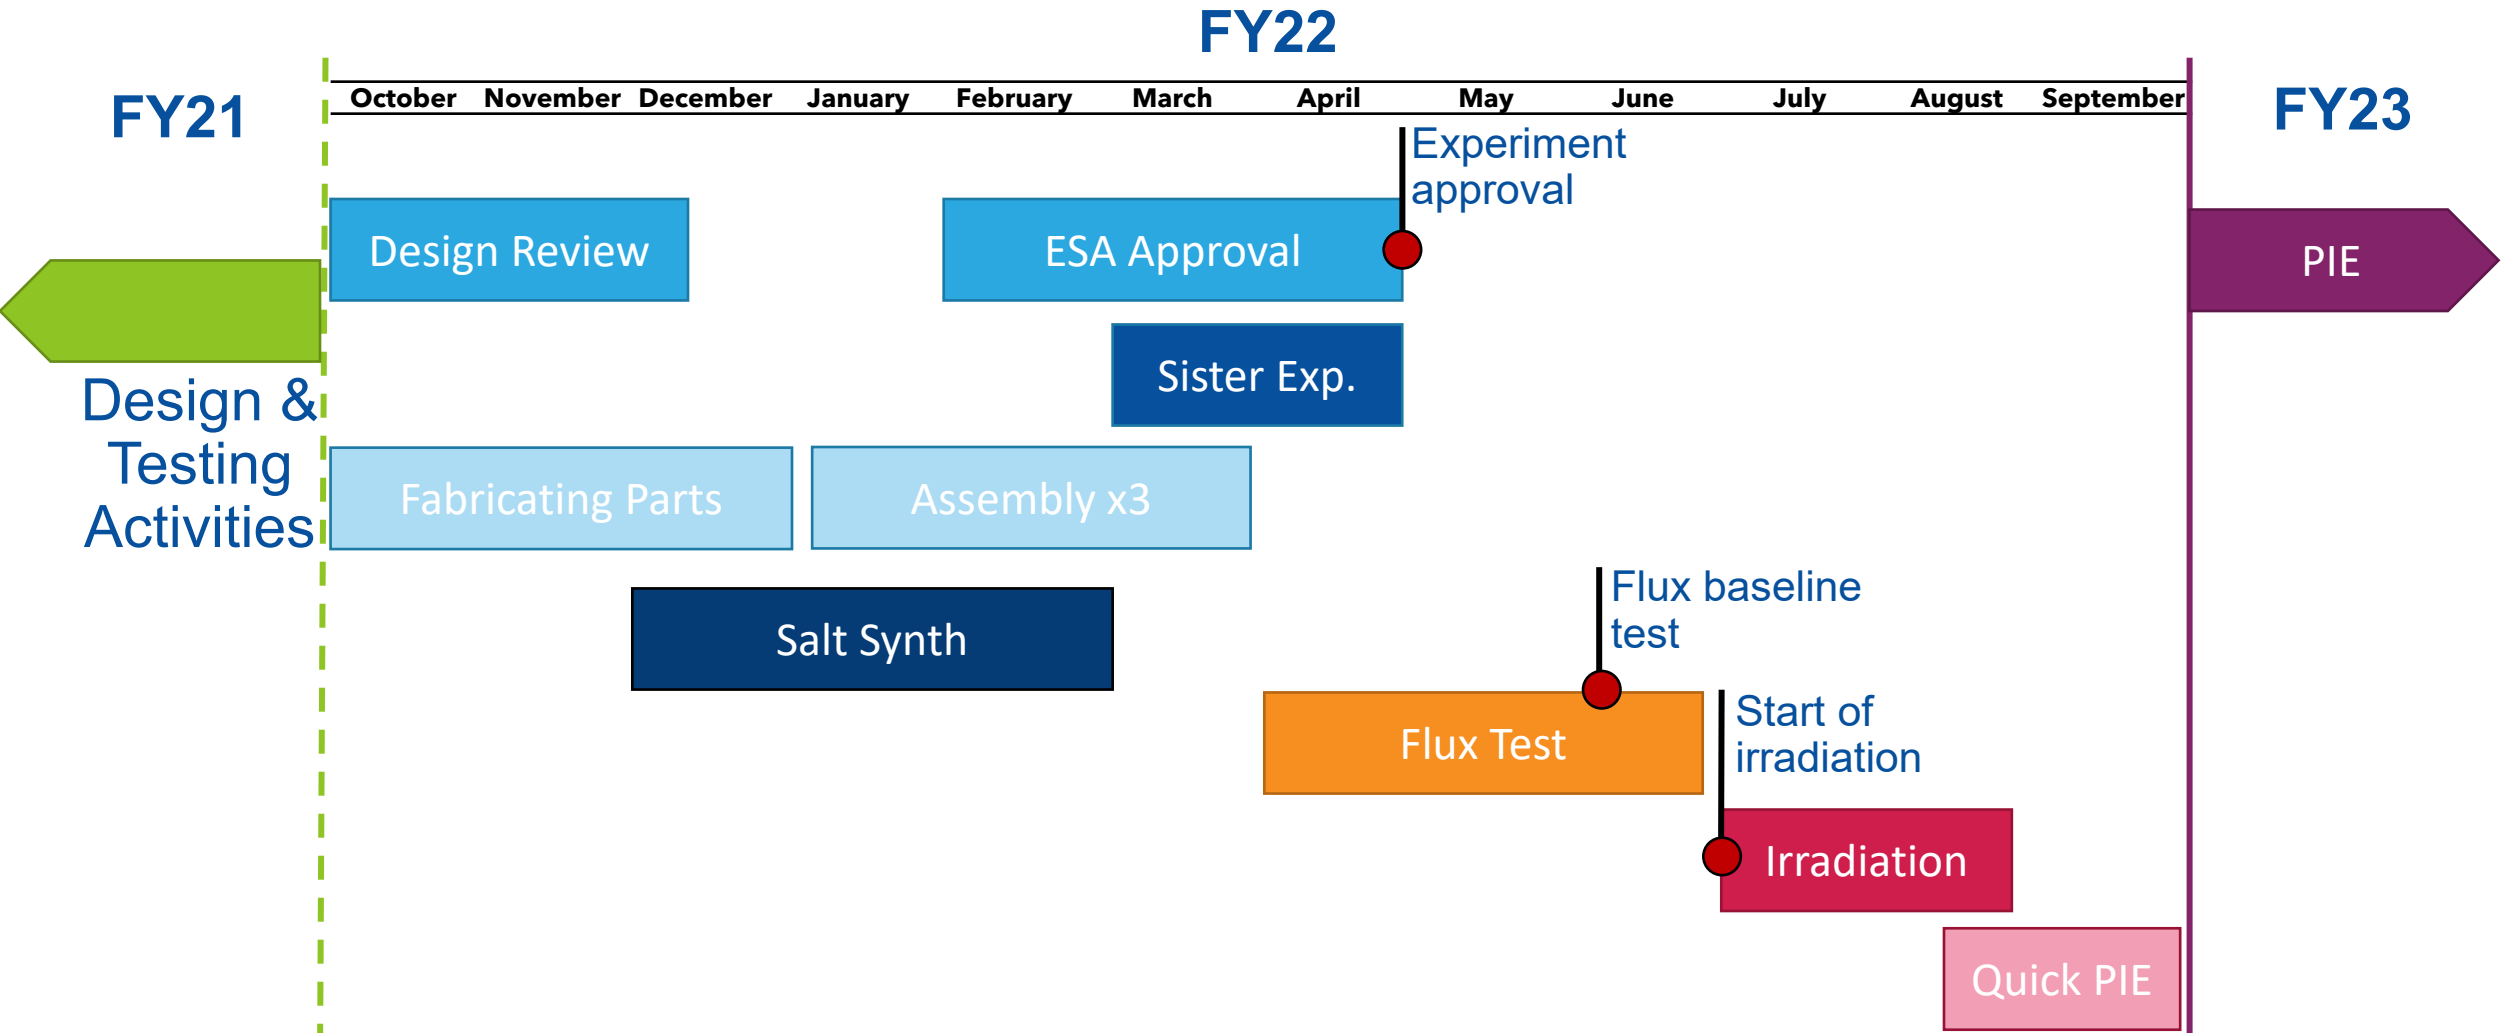 FY22
FY21
October November December January February March April May June July August September
FY23
Experiment
approval
Design Review
ESA Approval
PIE
Sister Exp.
Design &
Testing
Activities
Fabricating Parts
Assembly x3
Flux baseline
test
Salt Synth
Start of
irradiation
Flux Test
Irradiation
Quick PIE